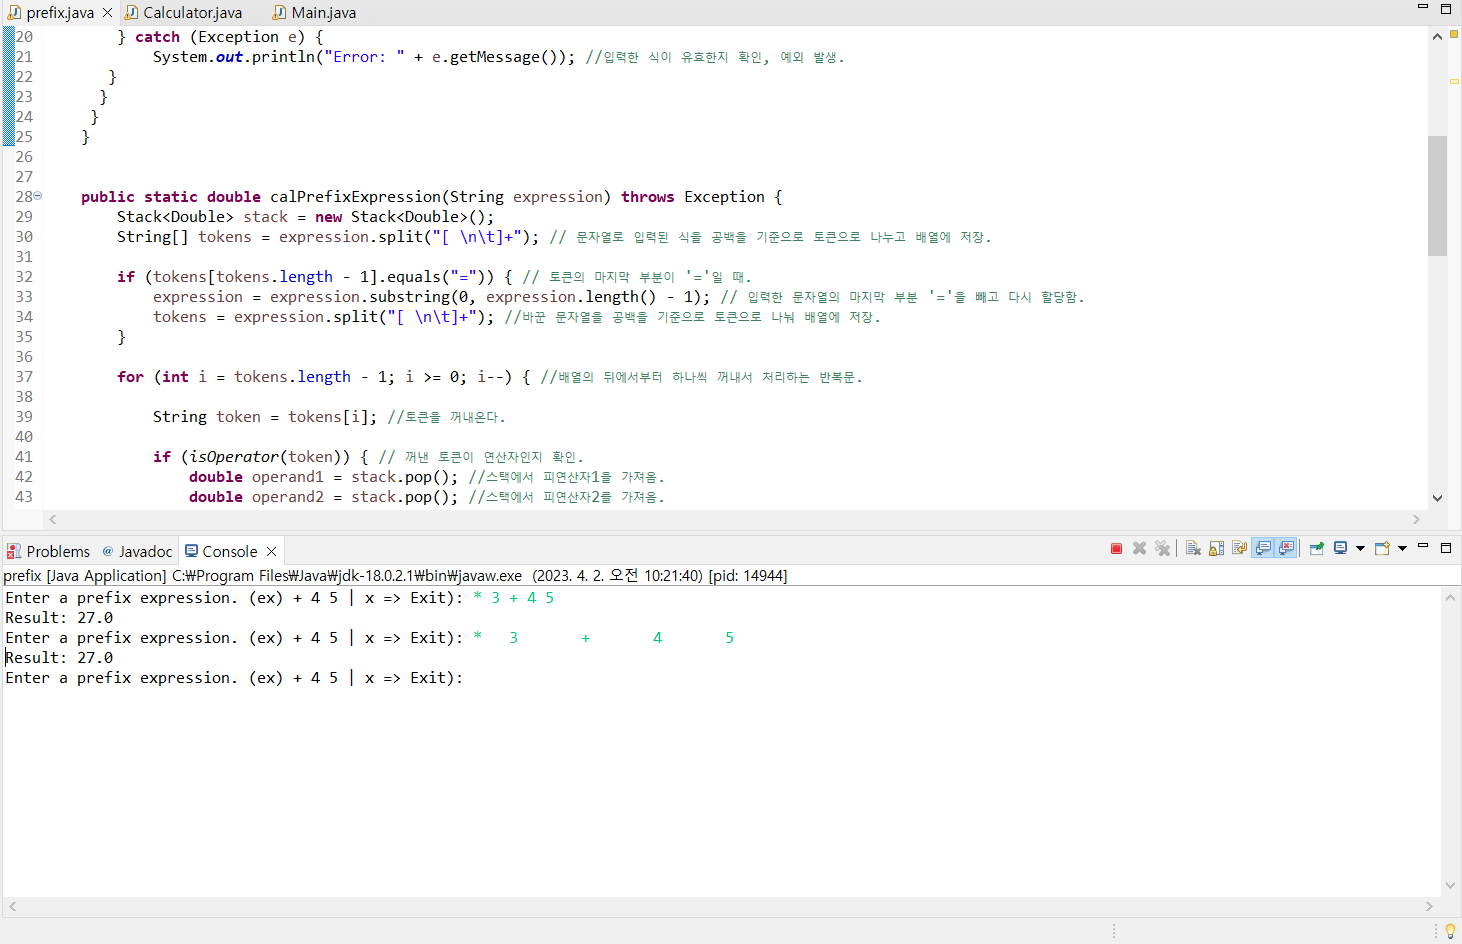 prefix.java Calculator.java Main.java
20 } catch (Exception e) {
21 System.out.println("Error: " + e.getMessage()); //입력한 식이 유효한지 확인, 예외 발생.
22 }
23 }
24 }
25 }
26
27
28 public static double calPrefixExpression(String expression) throws Exception {
29 Stack<Double> stack = new Stack<Double>();
30 String[] tokens = expression.split("[ \n\t]+"); // 문자열로 입력된 식을 공백을 기준으로 토큰으로 나누고 배열에 저장.
31
32 if (tokens[tokens.length - 1].equals("=")) { // 토큰의 마지막 부분이 '='일 때.
33 expression = expression.substring(0, expression.length() - 1); // 입력한 문자열의 마지막 부분 '='을 빼고 다시 할당함.
34 tokens = expression.split("[ \n\t]+"); //바꾼 문자열을 공백을 기준으로 토큰으로 나눠 배열에 저장.
35 }
36
37 for (int i = tokens.length - 1; i >= 0; i--) { //배열의 뒤에서부터 하나씩 꺼내서 처리하는 반복문.
38
39 String token = tokens[i]; //토큰을 꺼내온다.
40
41 if (isOperator(token)) { // 꺼낸 토큰이 연산자인지 확인.
42 double operand1 = stack.pop(); //스택에서 피연산자1을 가져옴.
43 double operand2 = stack.pop(); //스택에서 피연산자2를 가져옴.
Problems Javadoc Console
prefix [Java Application] C:₩Program Files₩Java₩jdk-18.0.2.1₩bin₩javaw.exe (2023. 4. 2. 오전 10:21:40) [pid: 14944]
Enter a prefix expression. (ex) + 4 5 | x => Exit): * 3 + 4 5
Result: 27.0
Enter a prefix expression. (ex) + 4 5 | x => Exit): * 3 + 4 5
Result: 27.0
Enter a prefix expression. (ex) + 4 5 | x => Exit):